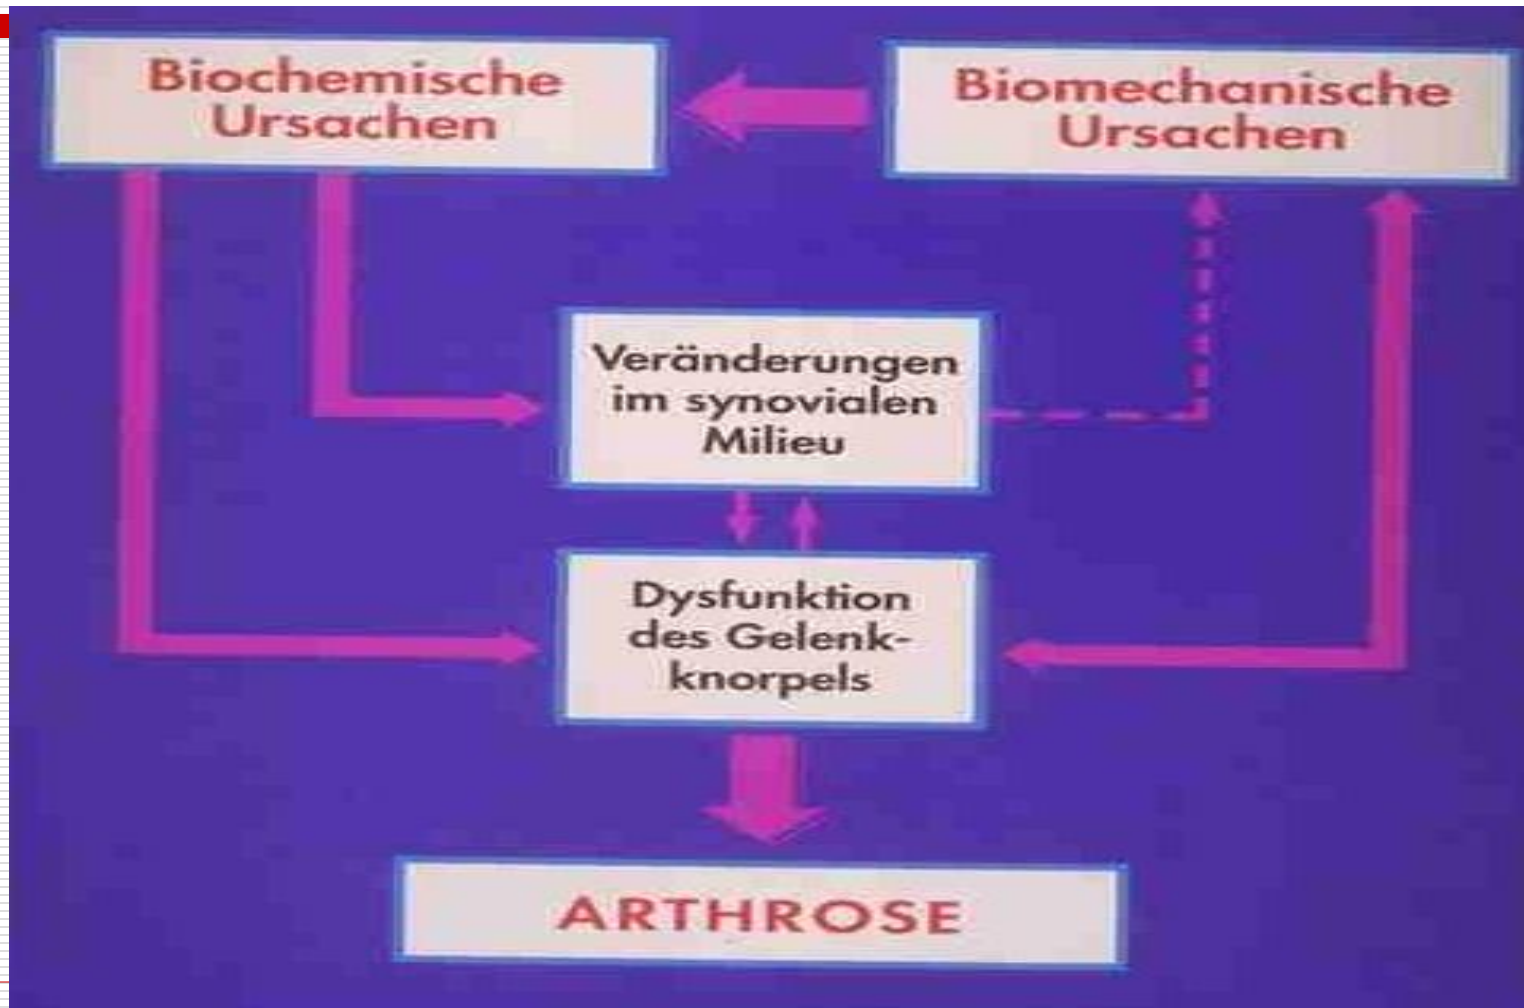 Biochemische
Ursachen
Biomechanische
Ursachen
Veränderungen
im synovialen
Milieu
Dysfunktion
des Gelenk-
knorpels
ARTHROSE